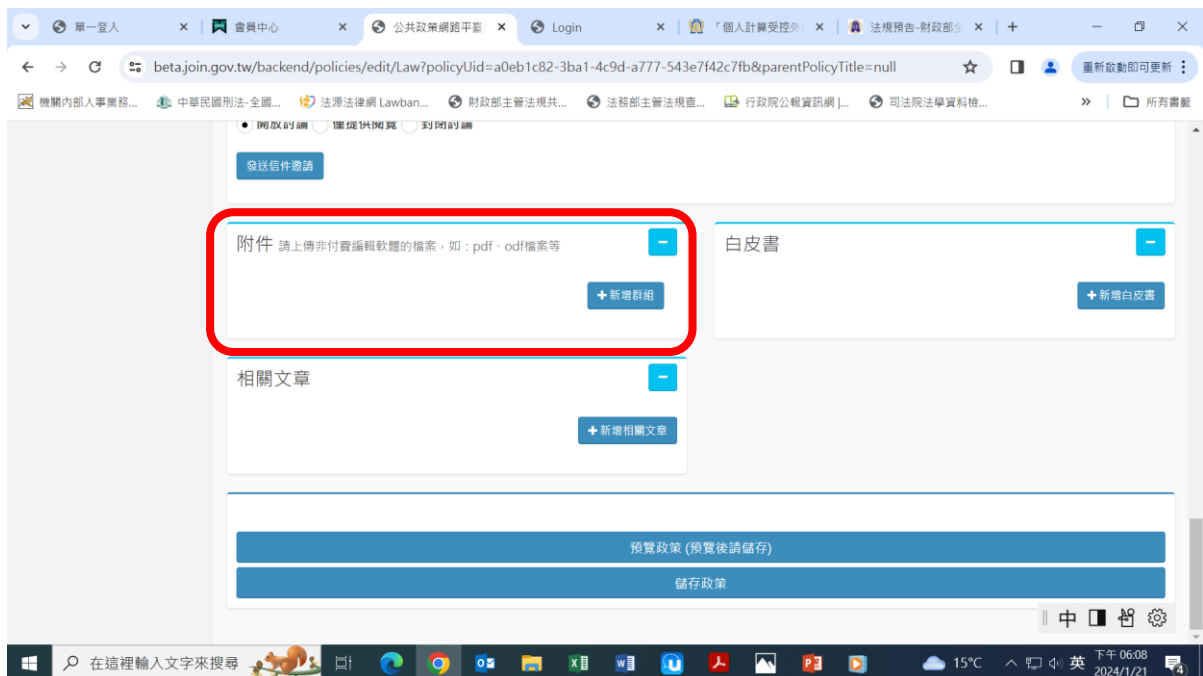 單一登入
會員中心
公共政策網路平臺
Login
「個人計算受控外
法規預告-財政部全
beta.join.gov.tw/backend/policies/edit/Law?policyUid=a0eb1c82-3ba1-4c9d-a777-543e7f42c7fb&parentPolicyTitle=null
重新啟動即可更新
機關內部人事業務...
中華民國刑法-全國...
法源法律網 Lawban...
財政部主管法規共...
法務部主管法規查...
行政院公報資訊網 |...
司法院法學資料檢...
所有書籤
開放討論 僅提供閱覽 封閉討論
發送信件邀請
附件 請上傳非付費編輯軟體的檔案，如：pdf、odf檔案等
新增群組
白皮書
新增白皮書
相關文章
新增相關文章
預覽政策 (預覽後請儲存)
儲存政策
中
在這裡輸入文字來搜尋
15°C
英
下午 06:08
2024/1/21
4